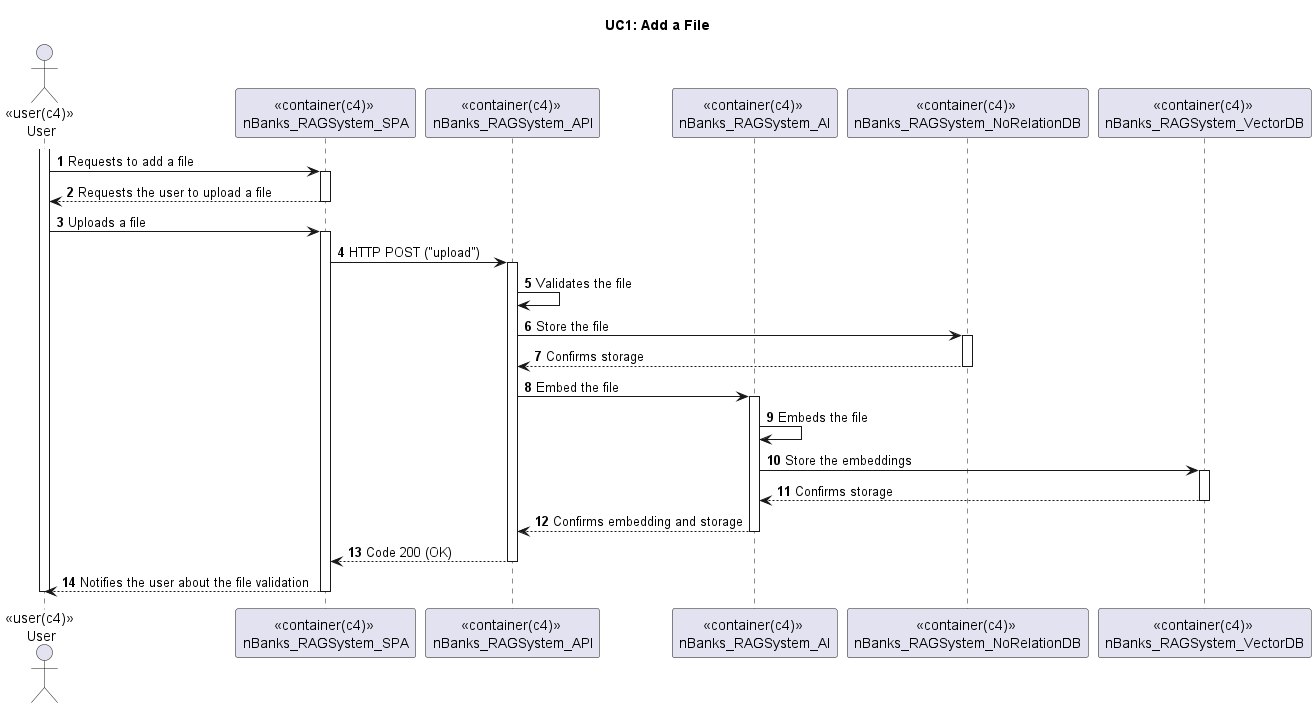 UC1: Add a File
«user(c4)»
User
«container(c4)»
nBanks_RAGSystem_SPA
«container(c4)»
nBanks_RAGSystem_API
«container(c4)»
nBanks_RAGSystem_AI
«container(c4)»
nBanks_RAGSystem_NoRelationDB
«container(c4)»
nBanks_RAGSystem_VectorDB
1 Requests to add a file
2 Requests the user to upload a file
3 Uploads a file
4 HTTP POST ("upload")
5 Validates the file
6 Store the file
7 Confirms storage
8 Embed the file
9 Embeds the file
10 Store the embeddings
11 Confirms storage
12 Confirms embedding and storage
13 Code 200 (OK)
14 Notifies the user about the file validation
«user(c4)»
User
«container(c4)»
nBanks_RAGSystem_SPA
«container(c4)»
nBanks_RAGSystem_API
«container(c4)»
nBanks_RAGSystem_AI
«container(c4)»
nBanks_RAGSystem_NoRelationDB
«container(c4)»
nBanks_RAGSystem_VectorDB